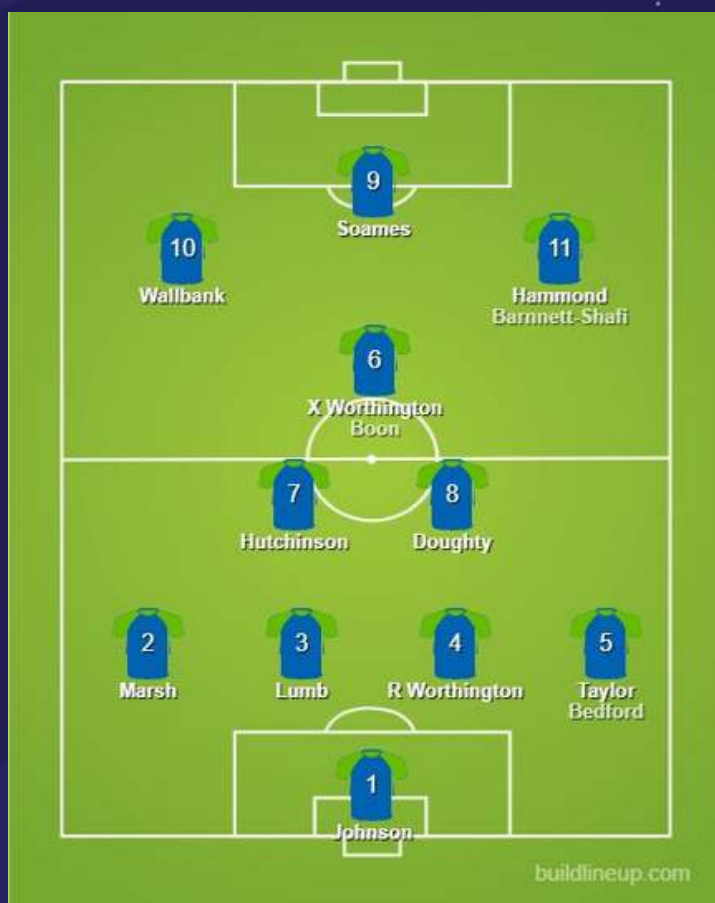 9
Soames
10
Wallbank
11
Hammond
Barnnett-Shafi
6
X Worthington
Boon
7
Hutchinson
8
Doughty
2
Marsh
3
Lumb
4
R Worthington
5
Taylor
Bedford
1
Johnson
buildlineup.com